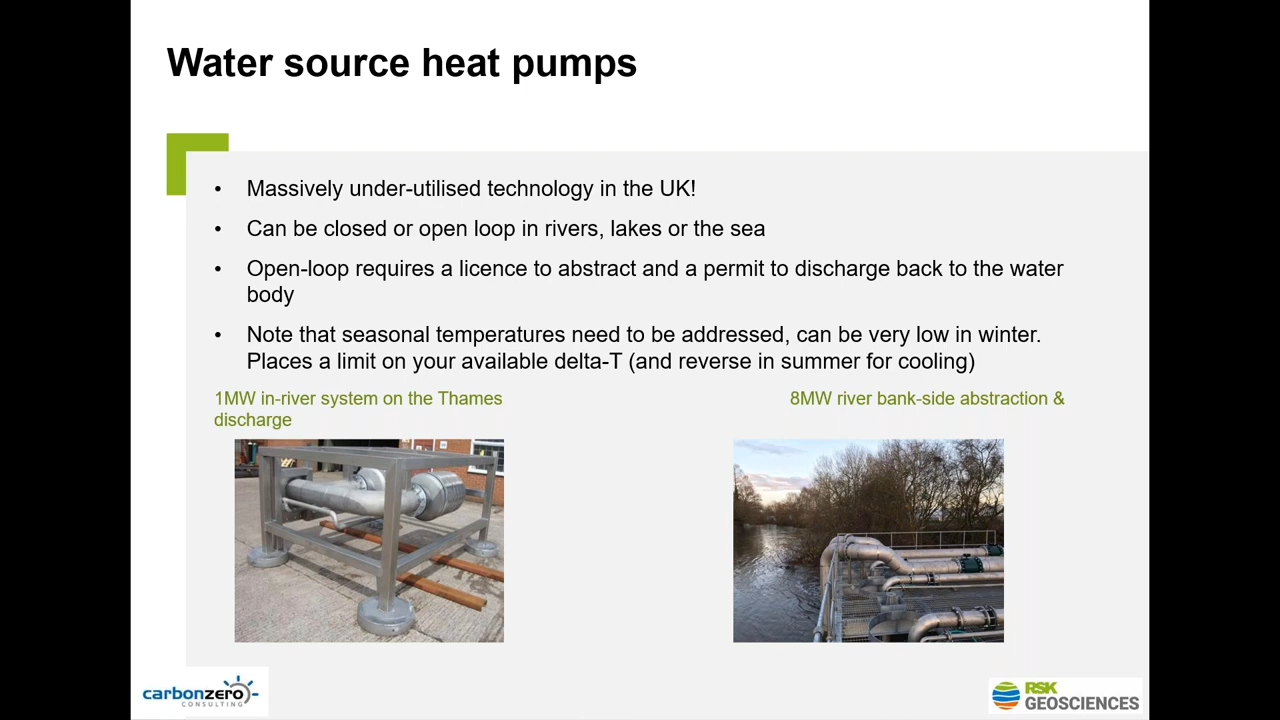 Water source heat pumps
• Massively under-utilised technology in the UK!
• Can be closed or open loop in rivers, lakes or the sea
• Open-loop requires a licence to abstract and a permit to discharge back to the water
body
• Note that seasonal temperatures need to be addressed, can be very low in winter.
Places a limit on your available delta-T (and reverse in summer for cooling)
1MW in-river system on the Thames 8MW river bank-side abstraction &
discharge
carbonzero
CONSULTING
RSK
GEOSCIENCES